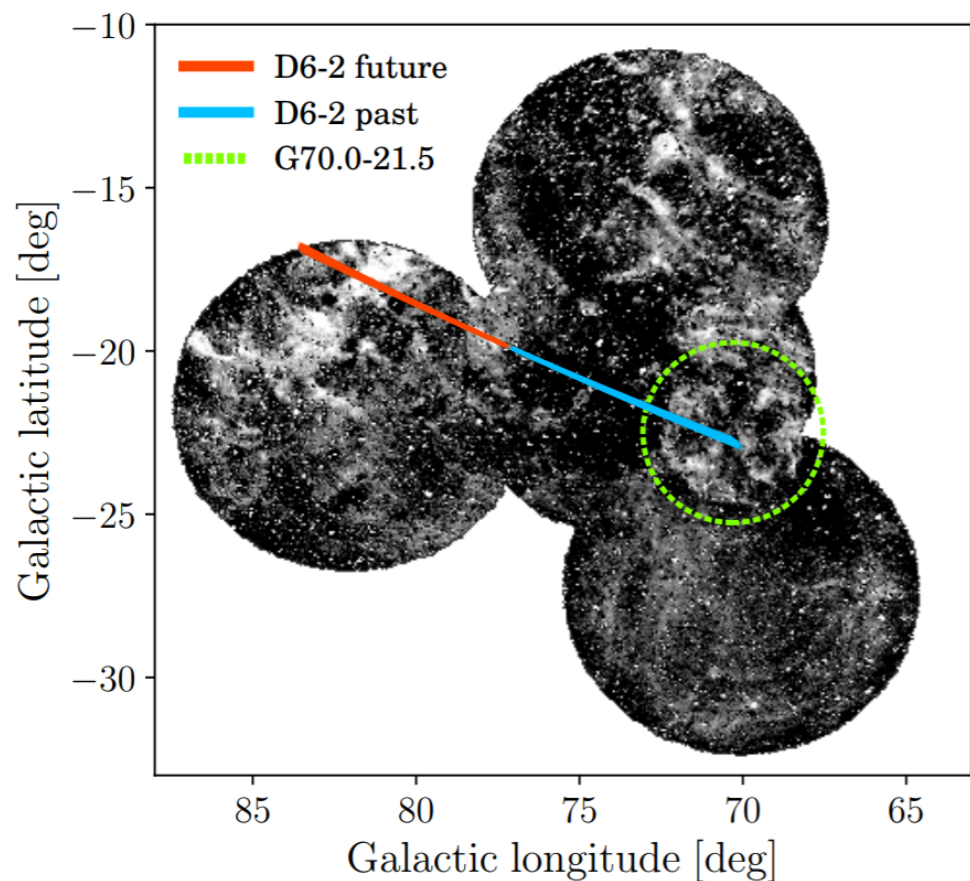 −10
D6-2 future
D6-2 past
G70.0-21.5
−15
−20
−25
−30
Galactic latitude [deg]
85 80 75 70 65
Galactic longitude [deg]